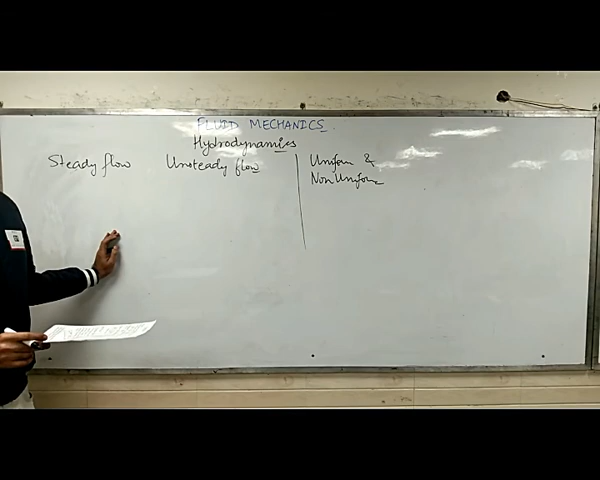 FLUID MECHANICS.
Hydrodynamics
Steady flow Unsteady flow
Uniform &
Non Uniform